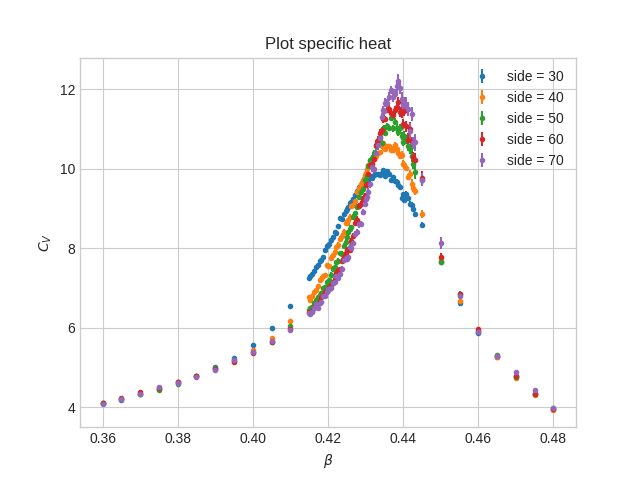 Plot specific heat
12
10
8
6
4
C_V
0.36
0.38
0.40
0.42
0.44
0.46
0.48
β
side = 30
side = 40
side = 50
side = 60
side = 70